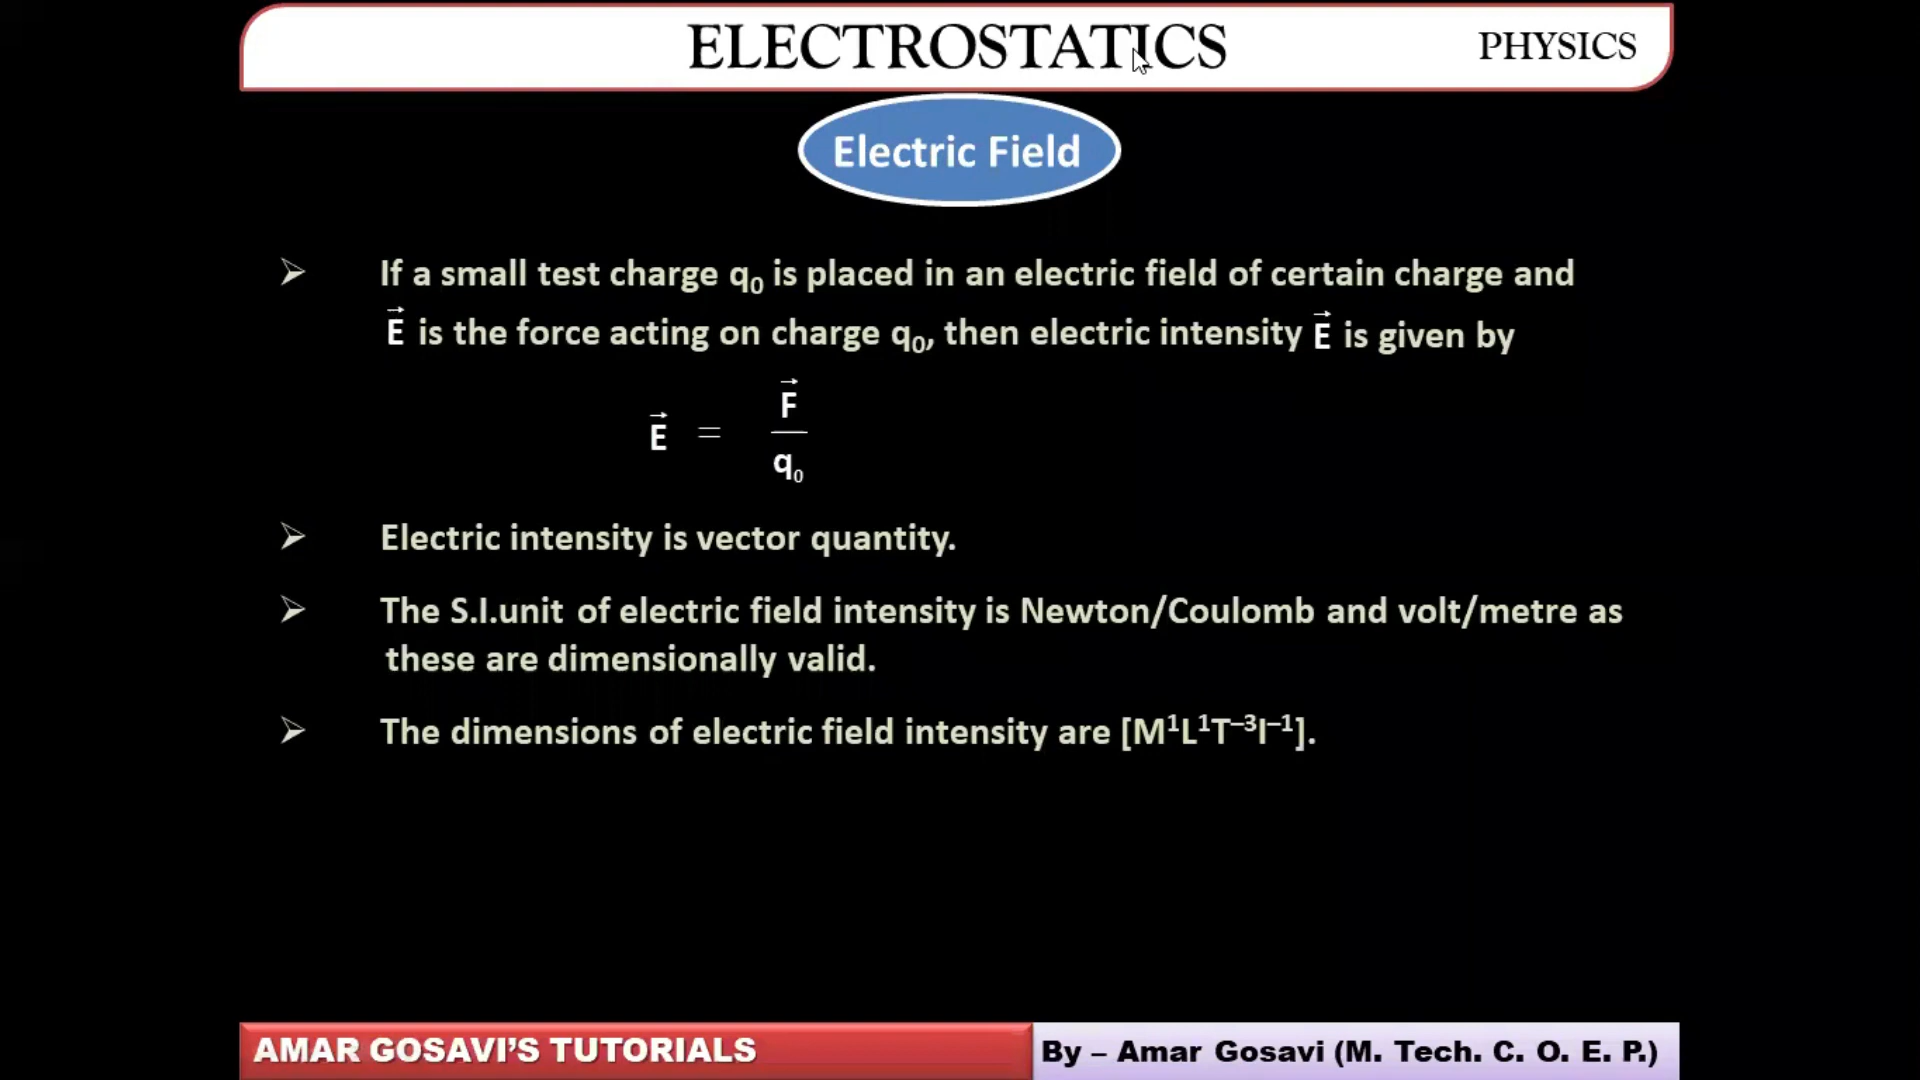 ELECTROSTATICS PHYSICS
Electric Field
➢ If a small test charge q₀ is placed in an electric field of certain charge and
E⃗ is the force acting on charge q₀, then electric intensity E⃗ is given by
E⃗ = F⃗ / q₀
➢ Electric intensity is vector quantity.
➢ The S.I.unit of electric field intensity is Newton/Coulomb and volt/metre as
these are dimensionally valid.
➢ The dimensions of electric field intensity are [M¹L¹T⁻³I⁻¹].
AMAR GOSAVI'S TUTORIALS By – Amar Gosavi (M. Tech. C. O. E. P.)